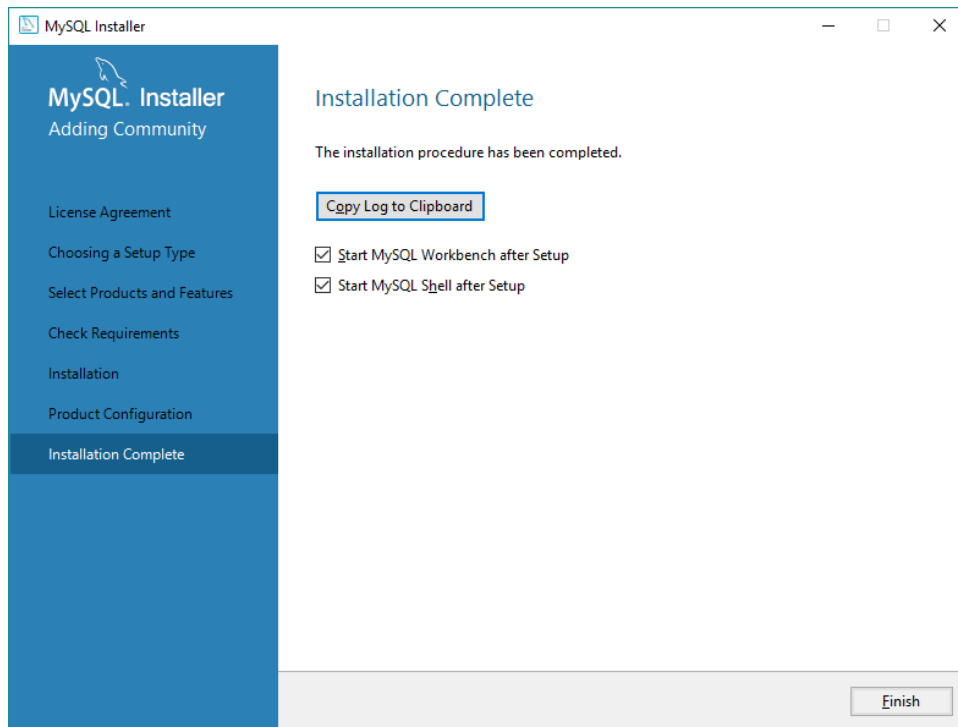 MySQL Installer
MySQL. Installer
Adding Community
License Agreement
Choosing a Setup Type
Select Products and Features
Check Requirements
Installation
Product Configuration
Installation Complete
Installation Complete
The installation procedure has been completed.
Copy Log to Clipboard
Start MySQL Workbench after Setup
Start MySQL Shell after Setup
Finish